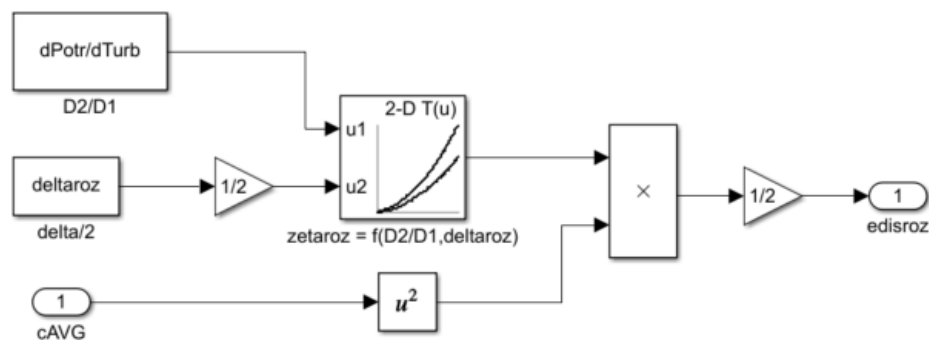 dPotr/dTurb
D2/D1
deltaroz
delta/2
1/2
2-D T(u)
u1
u2
zetaroz = f(D2/D1,deltaroz)
×
1/2
1
edisroz
1
cAVG
u²